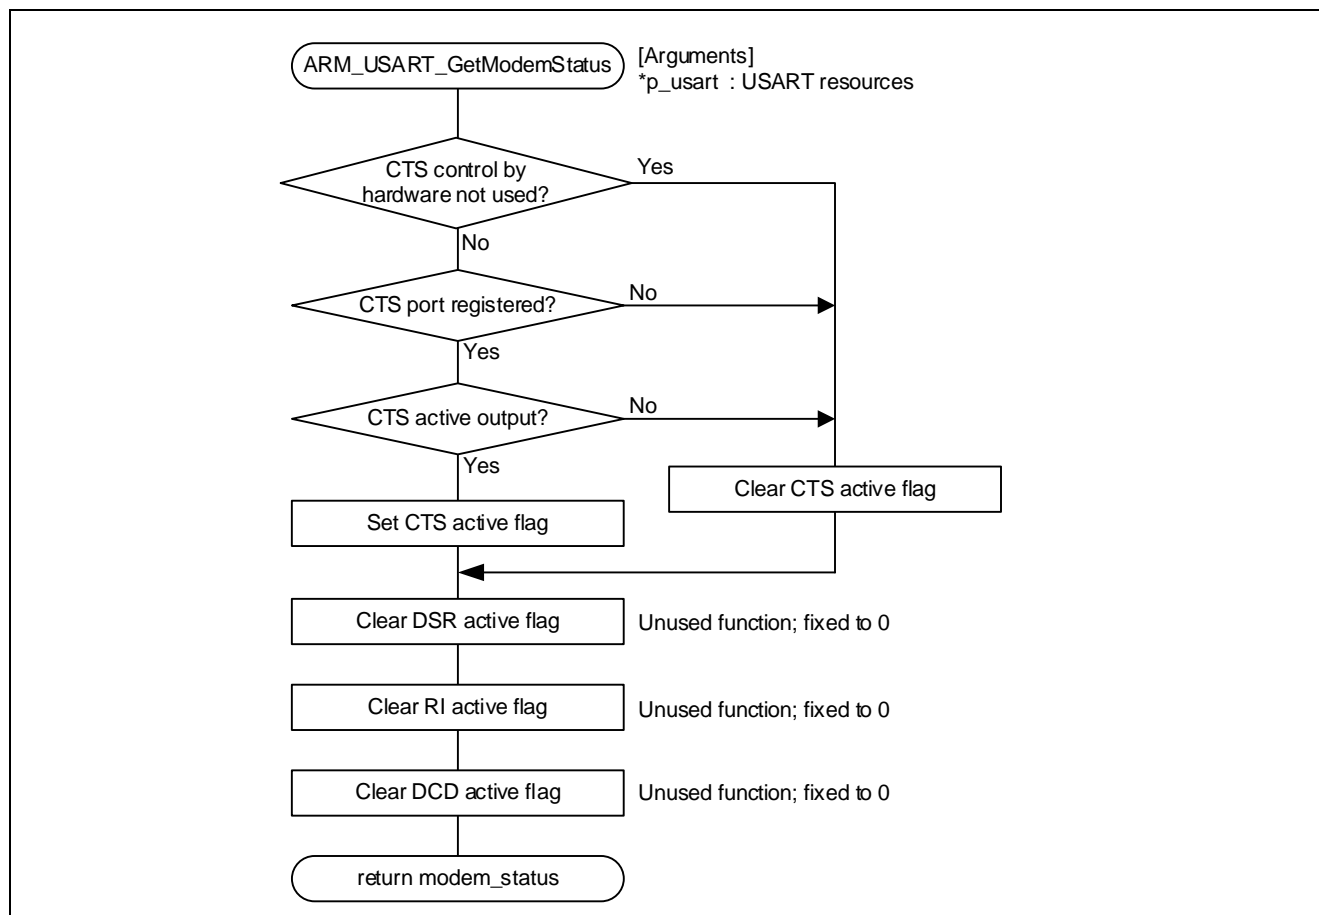 ARM_USART_GetModemStatus
[Arguments]
*p_usart : USART resources
CTS control by
hardware not used?
Yes
No
CTS port registered?
No
Yes
CTS active output?
No
Yes
Clear CTS active flag
Set CTS active flag
Clear DSR active flag
Unused function; fixed to 0
Clear RI active flag
Unused function; fixed to 0
Clear DCD active flag
Unused function; fixed to 0
return modem_status